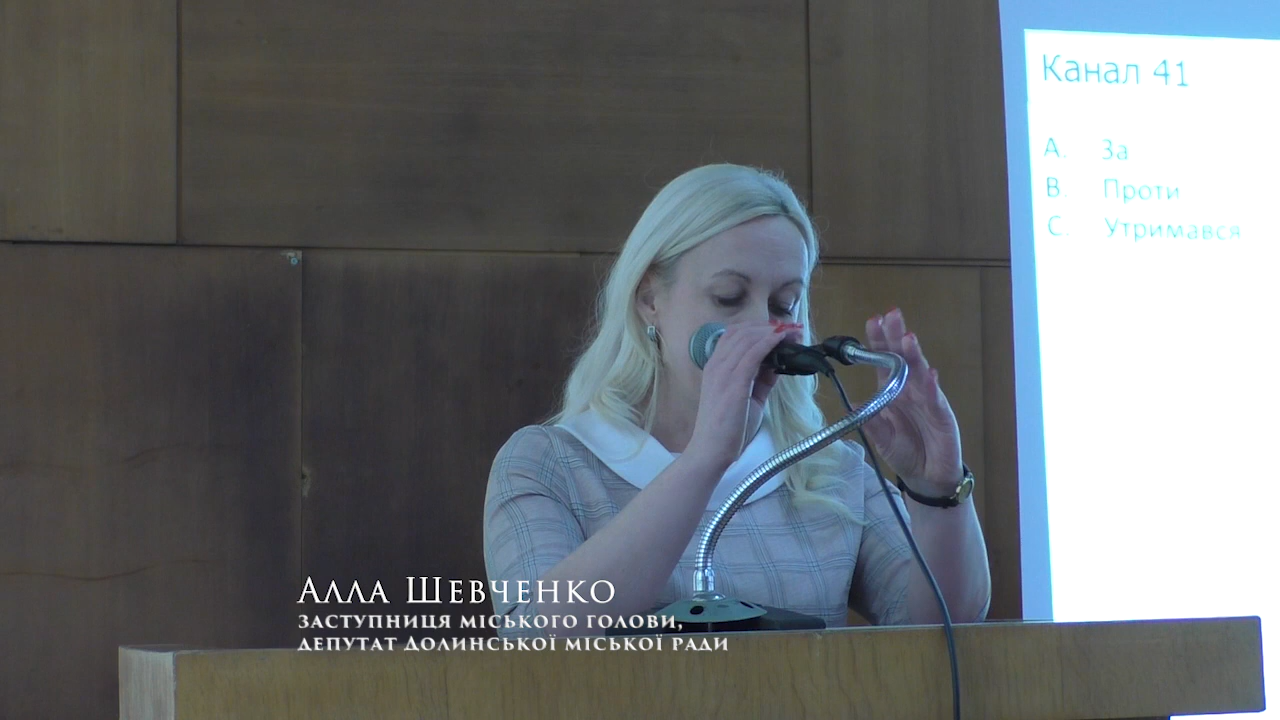 Канал 41
A. За
B. Проти
C. Утримався
Алла Шевченко
заступниця міського голови,
депутат Долинської міської ради